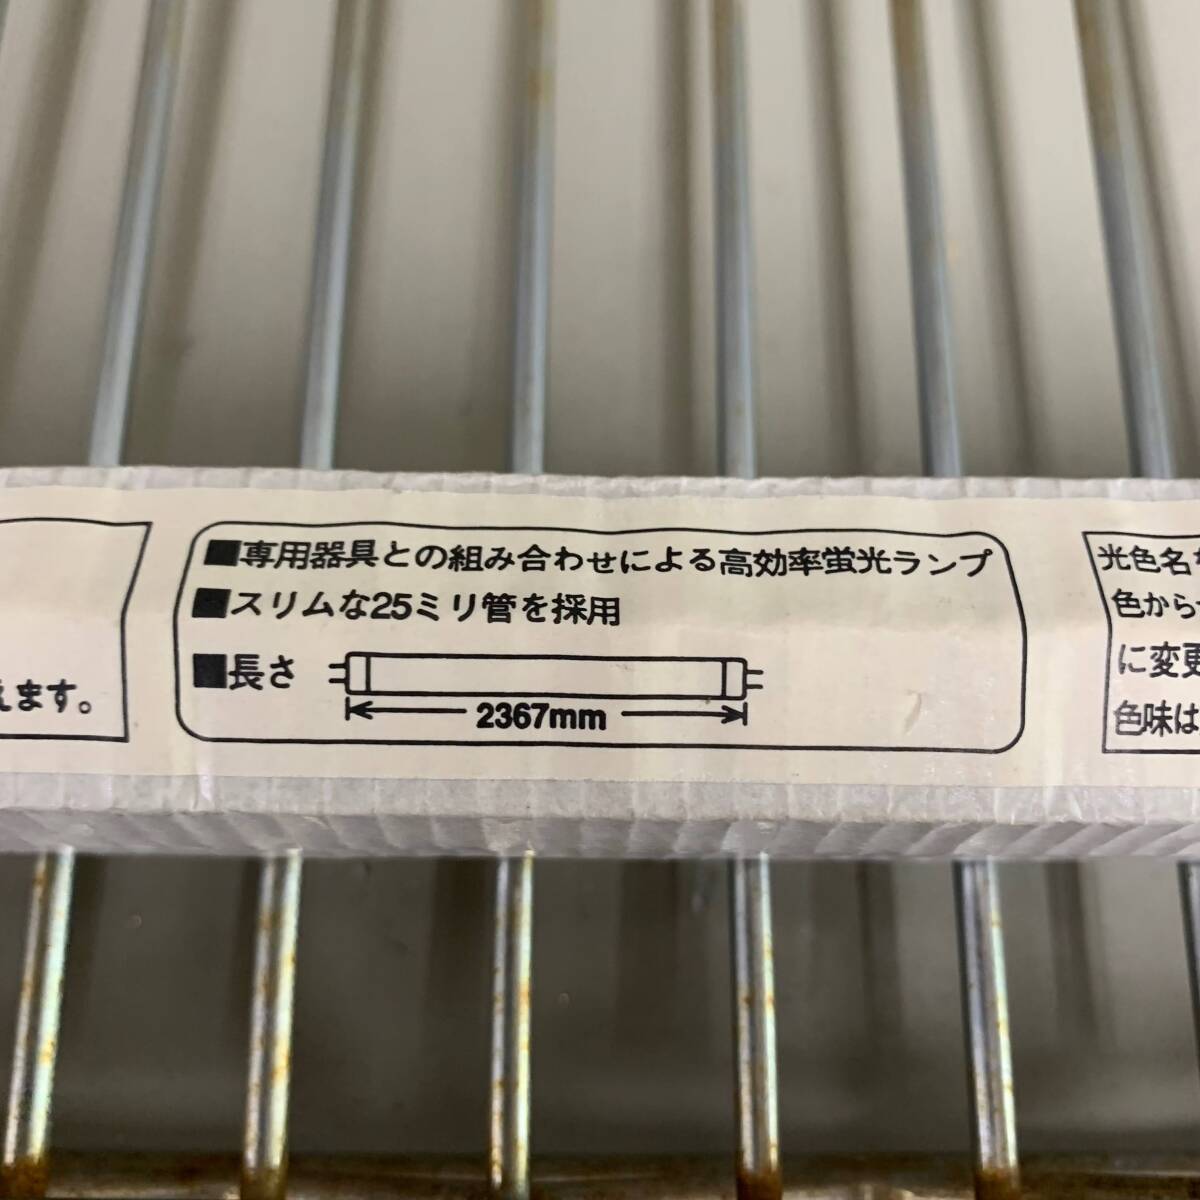 えます。
■専用器具との組み合わせによる高効率蛍光ランプ
■スリムな25ミリ管を採用
■長さ
2367mm
光色名
色から
に変更
色味は